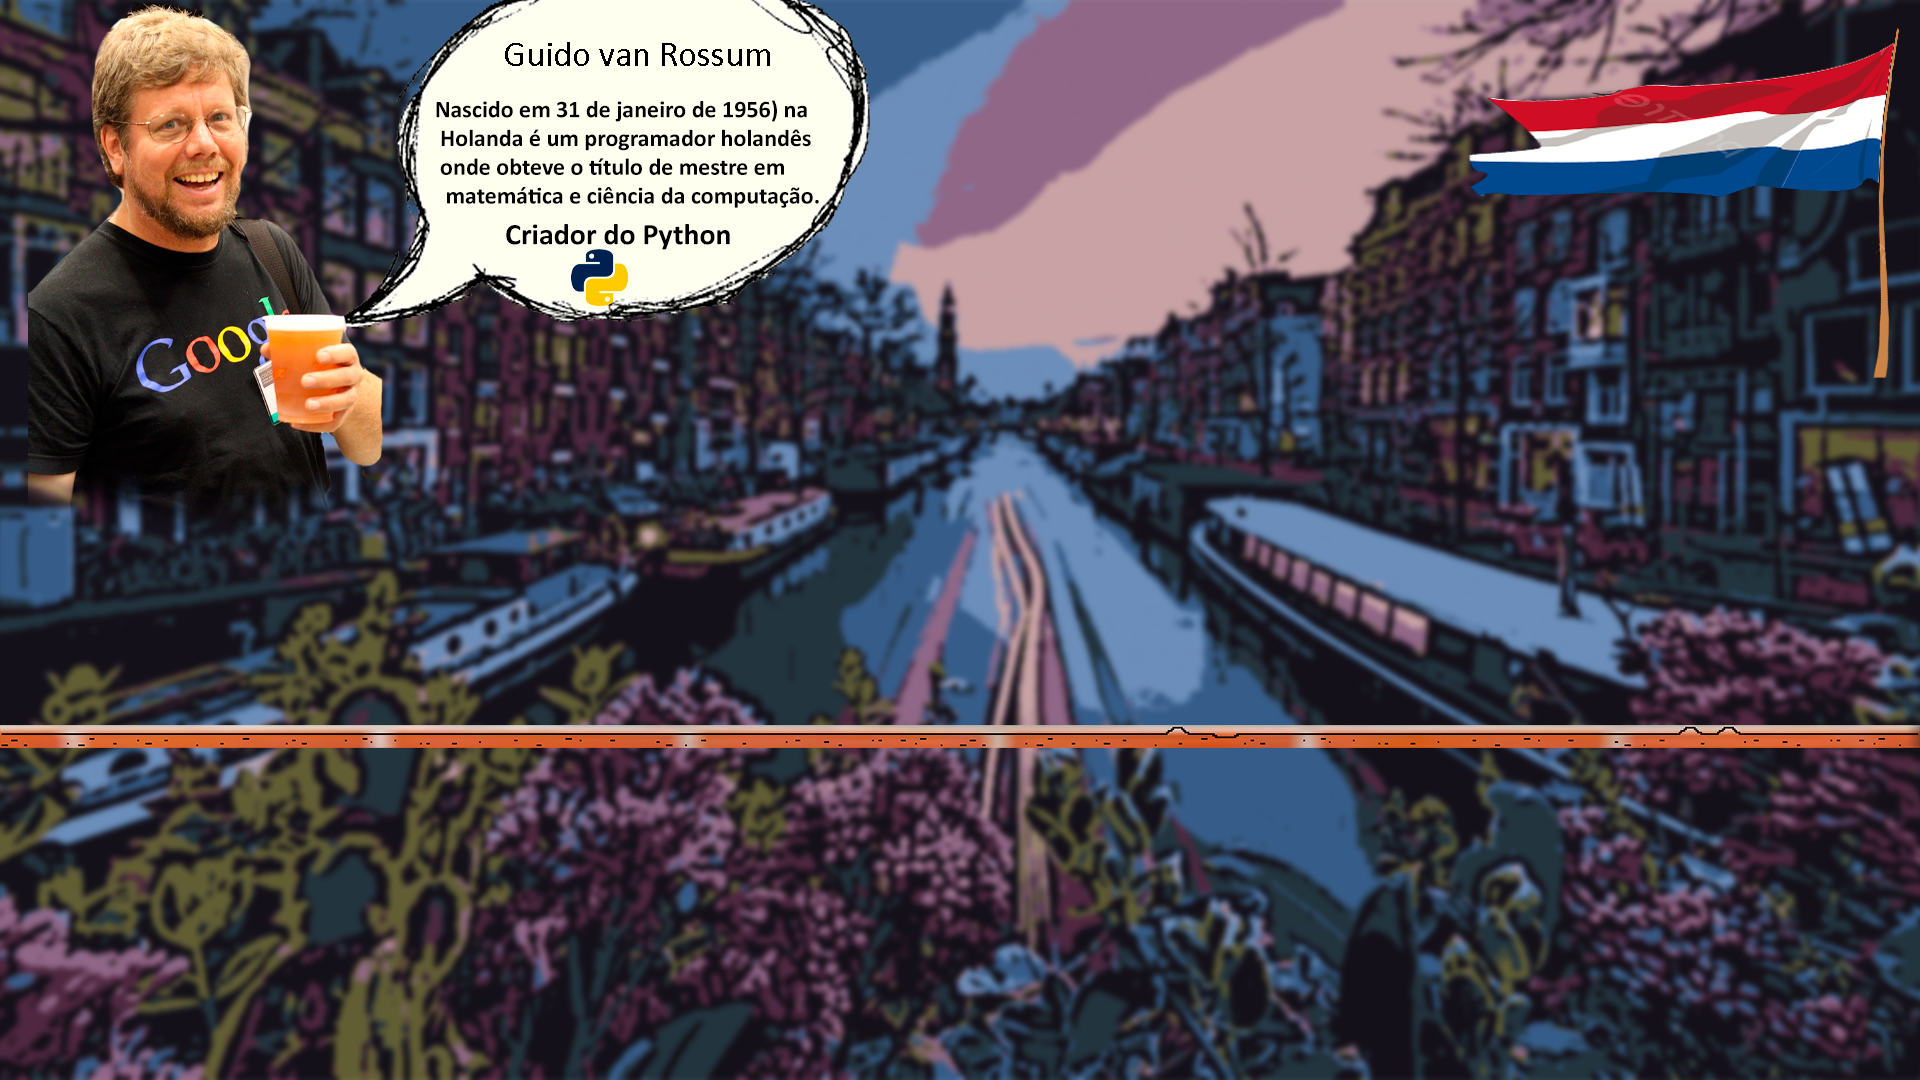 Guido van Rossum
Nascido em 31 de janeiro de 1956) na
Holanda é um programador holandês
onde obteve o título de mestre em
matemática e ciência da computação.
Criador do Python
Google